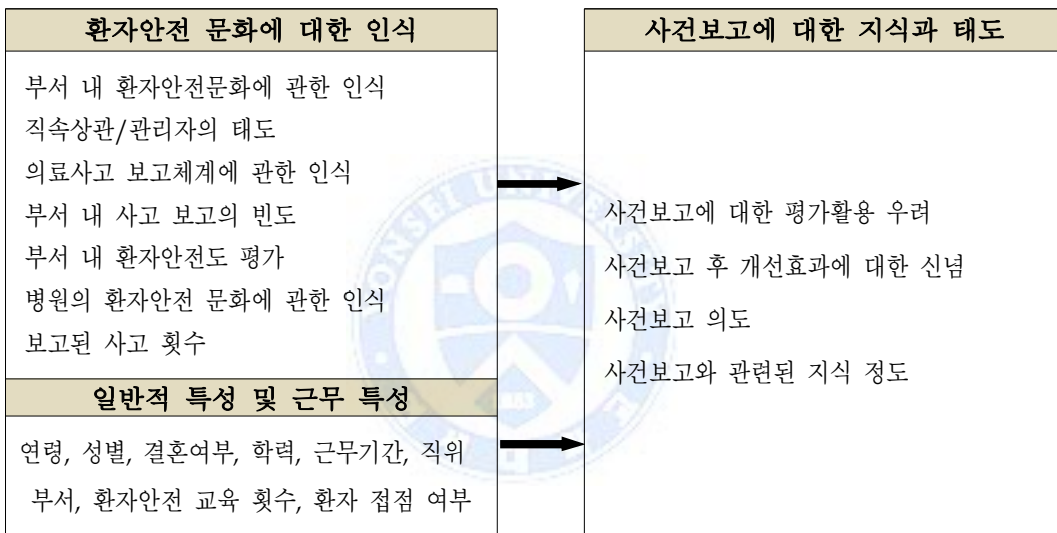 환자안전 문화에 대한 인식
부서 내 환자안전문화에 관한 인식
직속상관/관리자의 태도
의료사고 보고체계에 관한 인식
부서 내 사고 보고의 빈도
부서 내 환자안전도 평가
병원의 환자안전 문화에 관한 인식
보고된 사고 횟수
일반적 특성 및 근무 특성
연령, 성별, 결혼여부, 학력, 근무기간, 직위
부서, 환자안전 교육 횟수, 환자 접점 여부
사건보고에 대한 지식과 태도
사건보고에 대한 평가활용 우려
사건보고 후 개선효과에 대한 신념
사건보고 의도
사건보고와 관련된 지식 정도
YONSEI UNIVERSITY